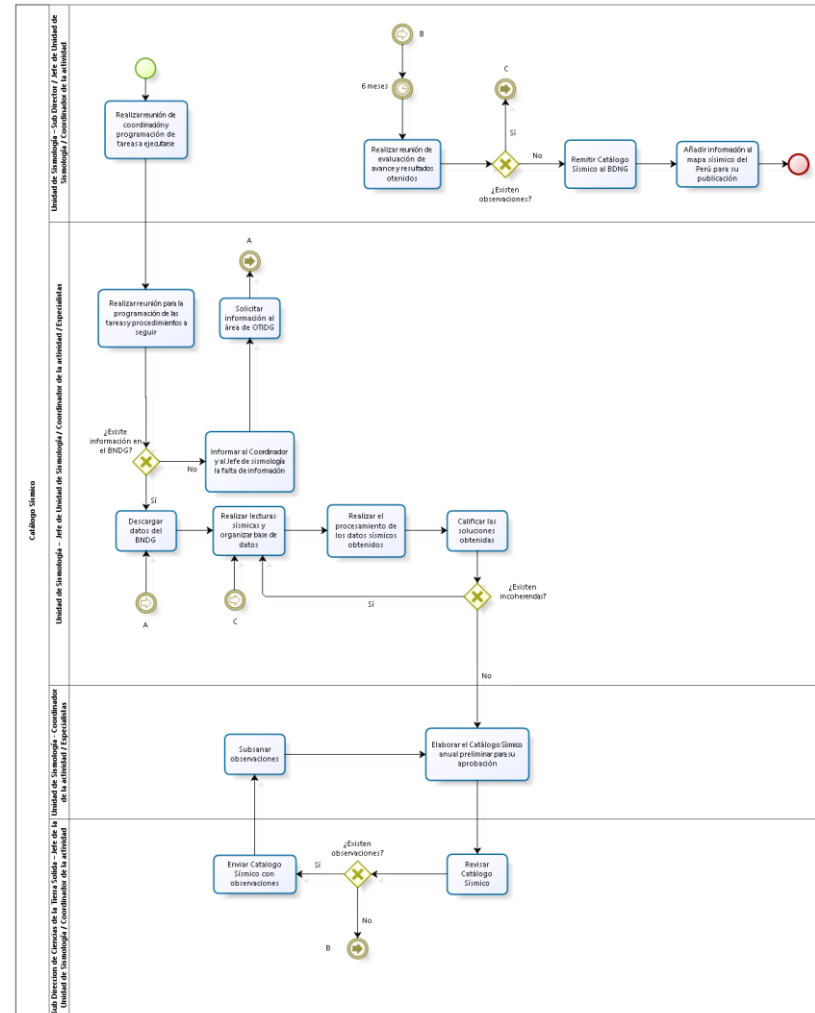 Catálogo Sísmico
Unidad de Sismología –Sub Director / Jefe de Unidad de
Sismología / Coordinador de la actividad
Realizar reunión de
coordinación y
programación de
tareas a ejecutarse
B
6 meses
Realizar reunión de
evaluación de
avance y resultados
otenidos
C
Sí
¿Existen
observaciones?
No
Remitir Catálogo
Sísmico al BDNG
Añadir información al
mapa sísimico del
Perú para su
publicación
Unidad de Sismología – Jefe de Unidad de Sismología / Coordinador de la actividad / Especialistas
Realizar reunión para la
programación de las
tareas y procedimientos a
seguir
A
Solicitar
información al
área de OTIDG
¿Existe
información en
el BNDG?
No
Informar al Coordinador
y al Jefe de sismología
la falta de información
Sí
Descargar
datos del
BNDG
Realizar lecturas
sísmicas y
organizar base de
datos
Realizar el
procesamiento de
los datos sísmicos
obtenidos
Calificar las
soluciones
obtenidas
A
C
Sí
¿Existen
incoherendas?
No
Unidad de Sismología - Coordinador
de la actividad / Especialistas
Subsanar
observaciones
Elaborar el Catálogo Sísmico
anual preliminar para su
aprobación
Sub Direccion de Ciencias de la Tierra Solida – Jefe de la
Unidad de Sismología / Coordinador de la actividad
Enviar Catalogo
Sísmico con
observaciones
Sí
¿Existen
observaciones?
Revisar
Catálogo
Sísmico
No
B